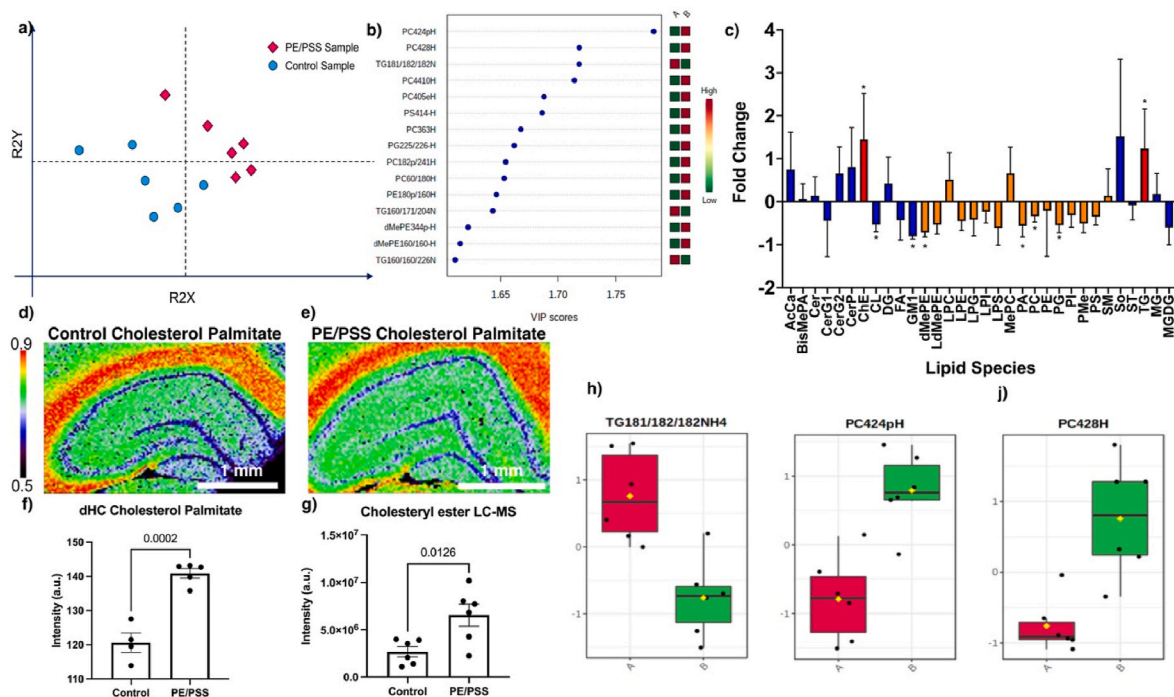 a)
PE/PSS Sample
Control Sample
R2Y
R2X
b)
A B
PC424pH
PC428H
TG181/182/182N
PC4410H
PC405eH
PS414-H
PC363H
PG225/226-H
PC182p/241H
PC60/180H
PE180p/160H
TG160/171/204N
dMePE344p-H
dMePE160/160-H
TG160/160/226N
1.65 1.70 1.75
VIP scores
High
Low
c)
Fold Change
4
3
2
1
0
-1
-2
* * * * * * * * *
AcCa
BisMePA
Cer
CerG1
CerG2
CerP
ChE
CL
DG
FA
GM1
dMePE
LdMePE
LPC
LPE
LPG
LPI
LPS
MePC
PA
PC
PE
PG
PI
PMe
PS
SM
So
ST
TG
MG
MGDG
Lipid Species
d)
Control Cholesterol Palmitate
0.9
0.5
1 mm
e)
PE/PSS Cholesterol Palmitate
1 mm
f)
dHC Cholesterol Palmitate
0.0002
Intensity (a.u.)
150
140
130
120
110
Control PE/PSS
g)
Cholesteryl ester LC-MS
0.0126
Intensity (a.u.)
1.5×10⁷
1.0×10⁷
5.0×10⁶
0
Control PE/PSS
h)
TG181/182/182NH4
1
0
-1
A B
PC424pH
1
0
-1
A B
j)
PC428H
1
0
-1
A B